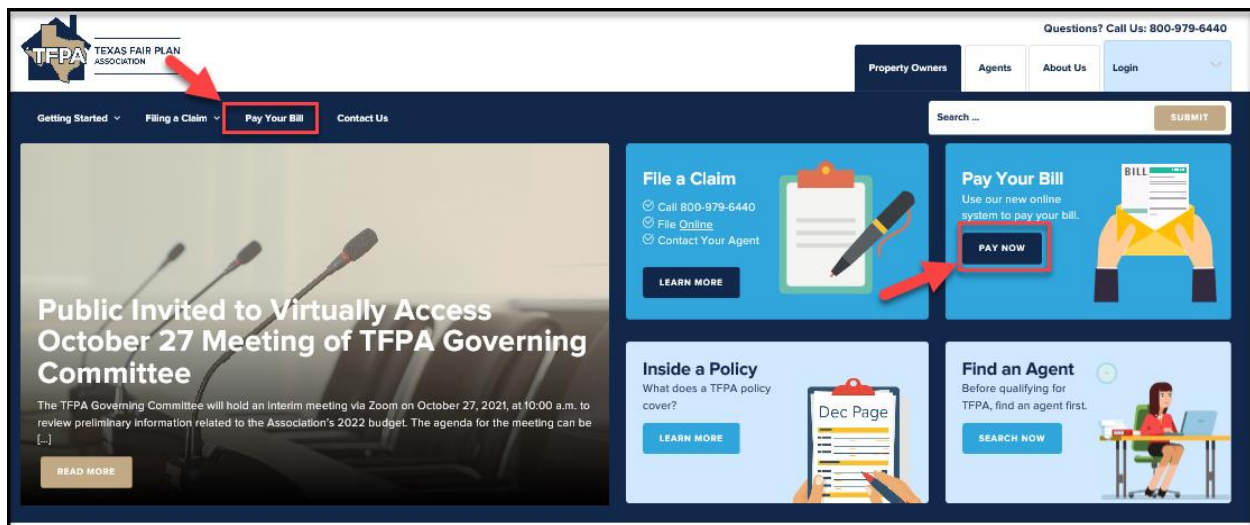 Questions? Call Us: 800-979-6440
TFPA
TEXAS FAIR PLAN
ASSOCIATION
Property Owners
Agents
About Us
Login
Getting Started
Filing a Claim
Pay Your Bill
Contact Us
Search ...
SUBMIT
Public Invited to Virtually Access
October 27 Meeting of TFPA Governing
Committee
The TFPA Governing Committee will hold an interim meeting via Zoom on October 27, 2021, at 10:00 a.m. to
review preliminary information related to the Association's 2022 budget. The agenda for the meeting can be
[...]
READ MORE
File a Claim
Call 800-979-6440
File Online
Contact Your Agent
LEARN MORE
Pay Your Bill
Use our new online
system to pay your bill.
PAY NOW
BILL
Inside a Policy
What does a TFPA policy
cover?
LEARN MORE
Dec Page
Find an Agent
Before qualifying for
TFPA, find an agent first.
SEARCH NOW